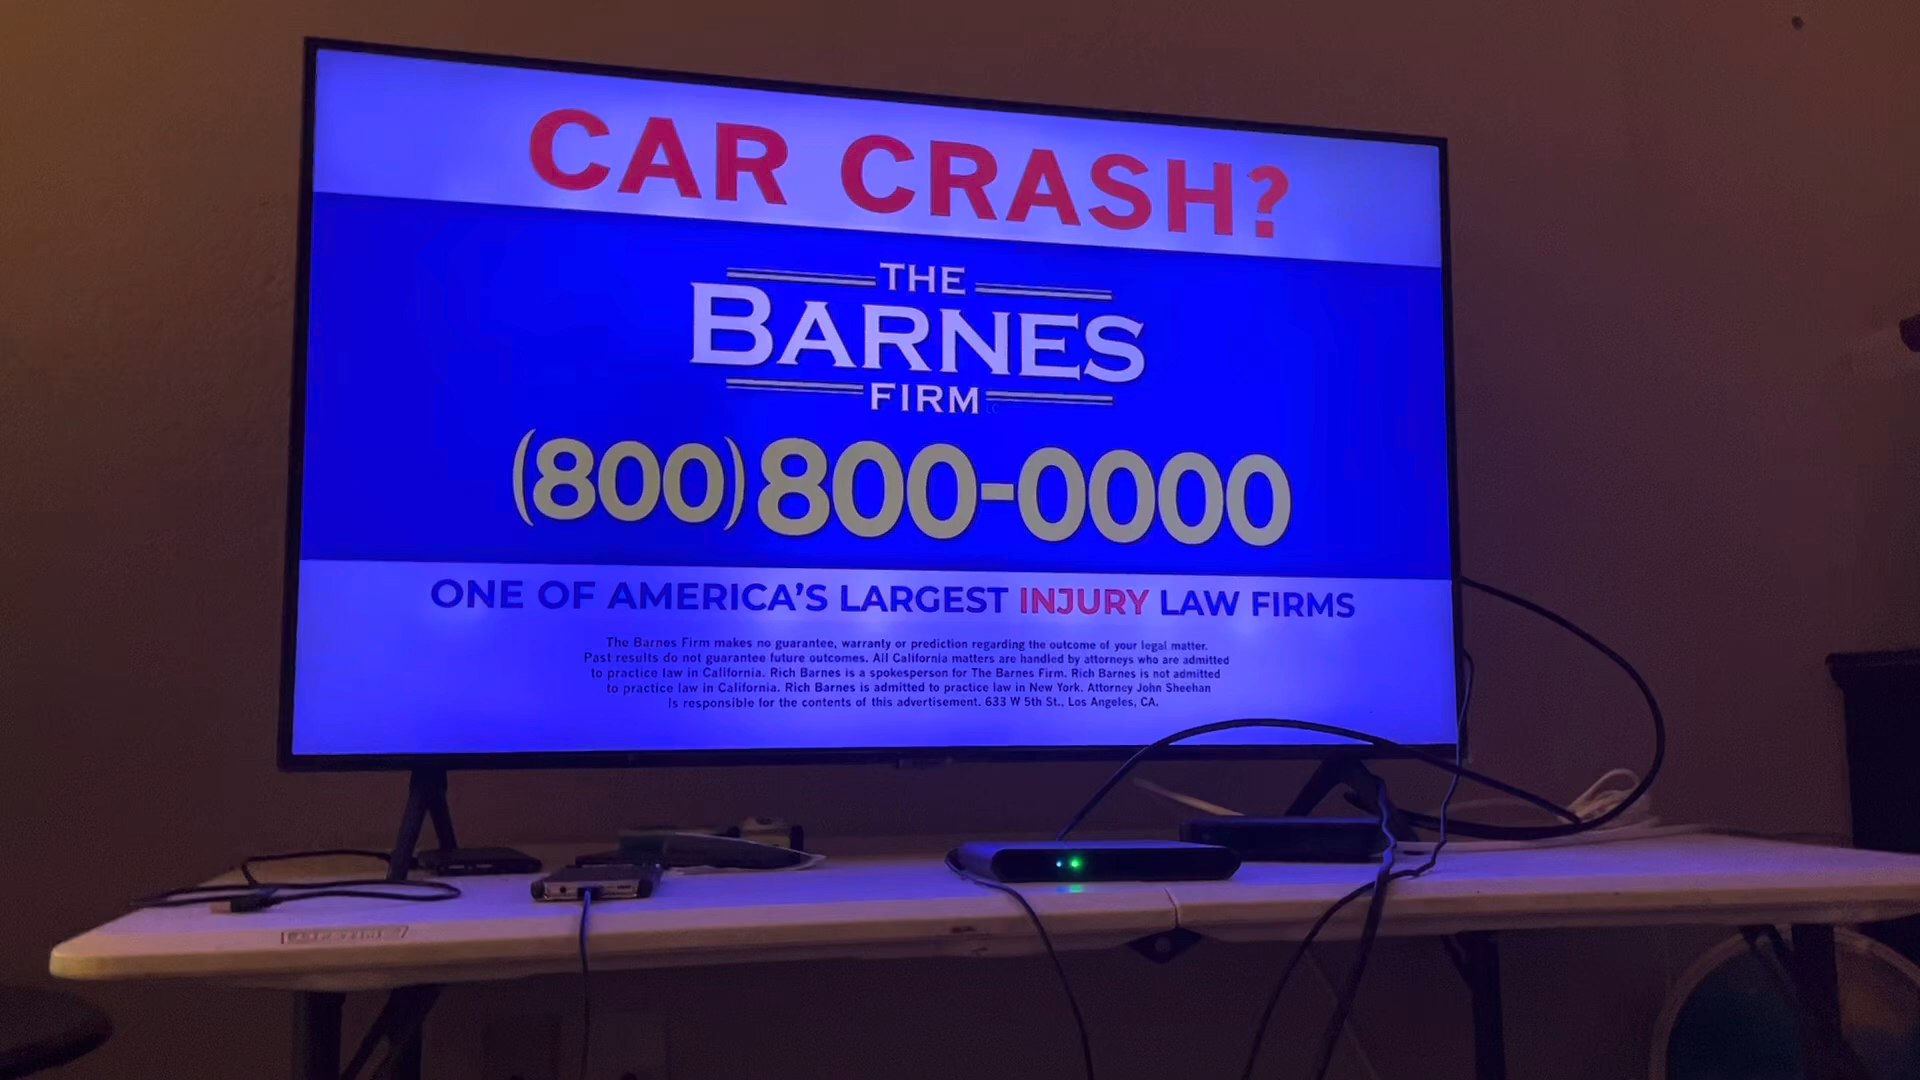 CAR CRASH?
THE
BARNES
FIRM
(800)800-0000
ONE OF AMERICA'S LARGEST INJURY LAW FIRMS
The Barnes Firm makes no guarantee, warranty or prediction regarding the outcome of your legal matter.
Past results do not guarantee future outcomes. All California matters are handled by attorneys who are admitted
to practice law in California. Rich Barnes is a spokesperson for The Barnes Firm. Rich Barnes is not admitted
to practice law in California. Rich Barnes is admitted to practice law in New York. Attorney John Sheehan
is responsible for the contents of this advertisement. 633 W 5th St., Los Angeles, CA.